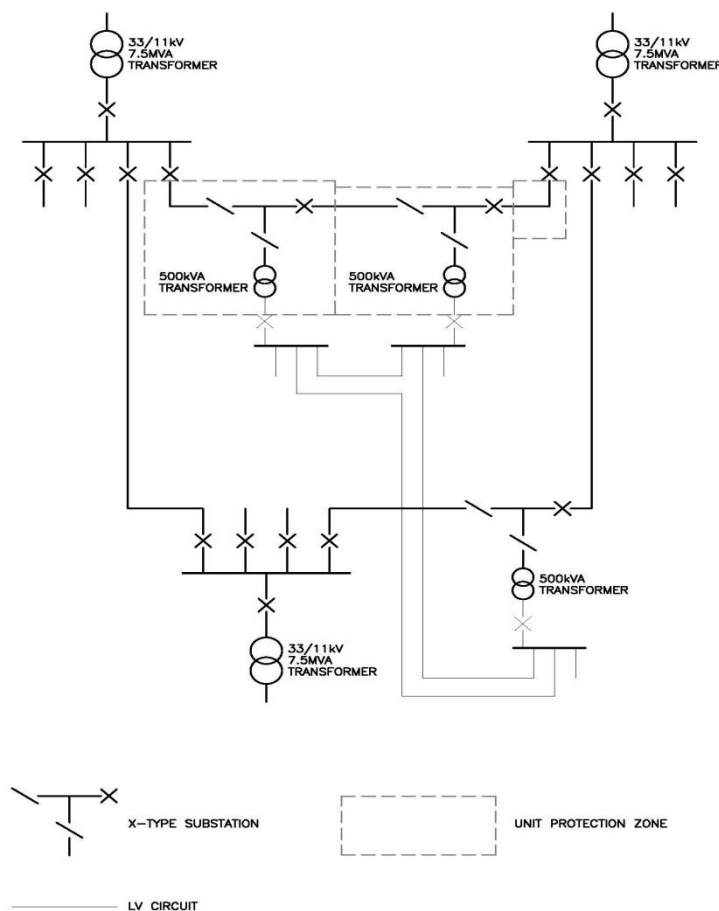 33/11kV
7.5MVA
TRANSFORMER
33/11kV
7.5MVA
TRANSFORMER
500kVA
TRANSFORMER
500kVA
TRANSFORMER
500kVA
TRANSFORMER
33/11kV
7.5MVA
TRANSFORMER
X-TYPE SUBSTATION
UNIT PROTECTION ZONE
LV CIRCUIT